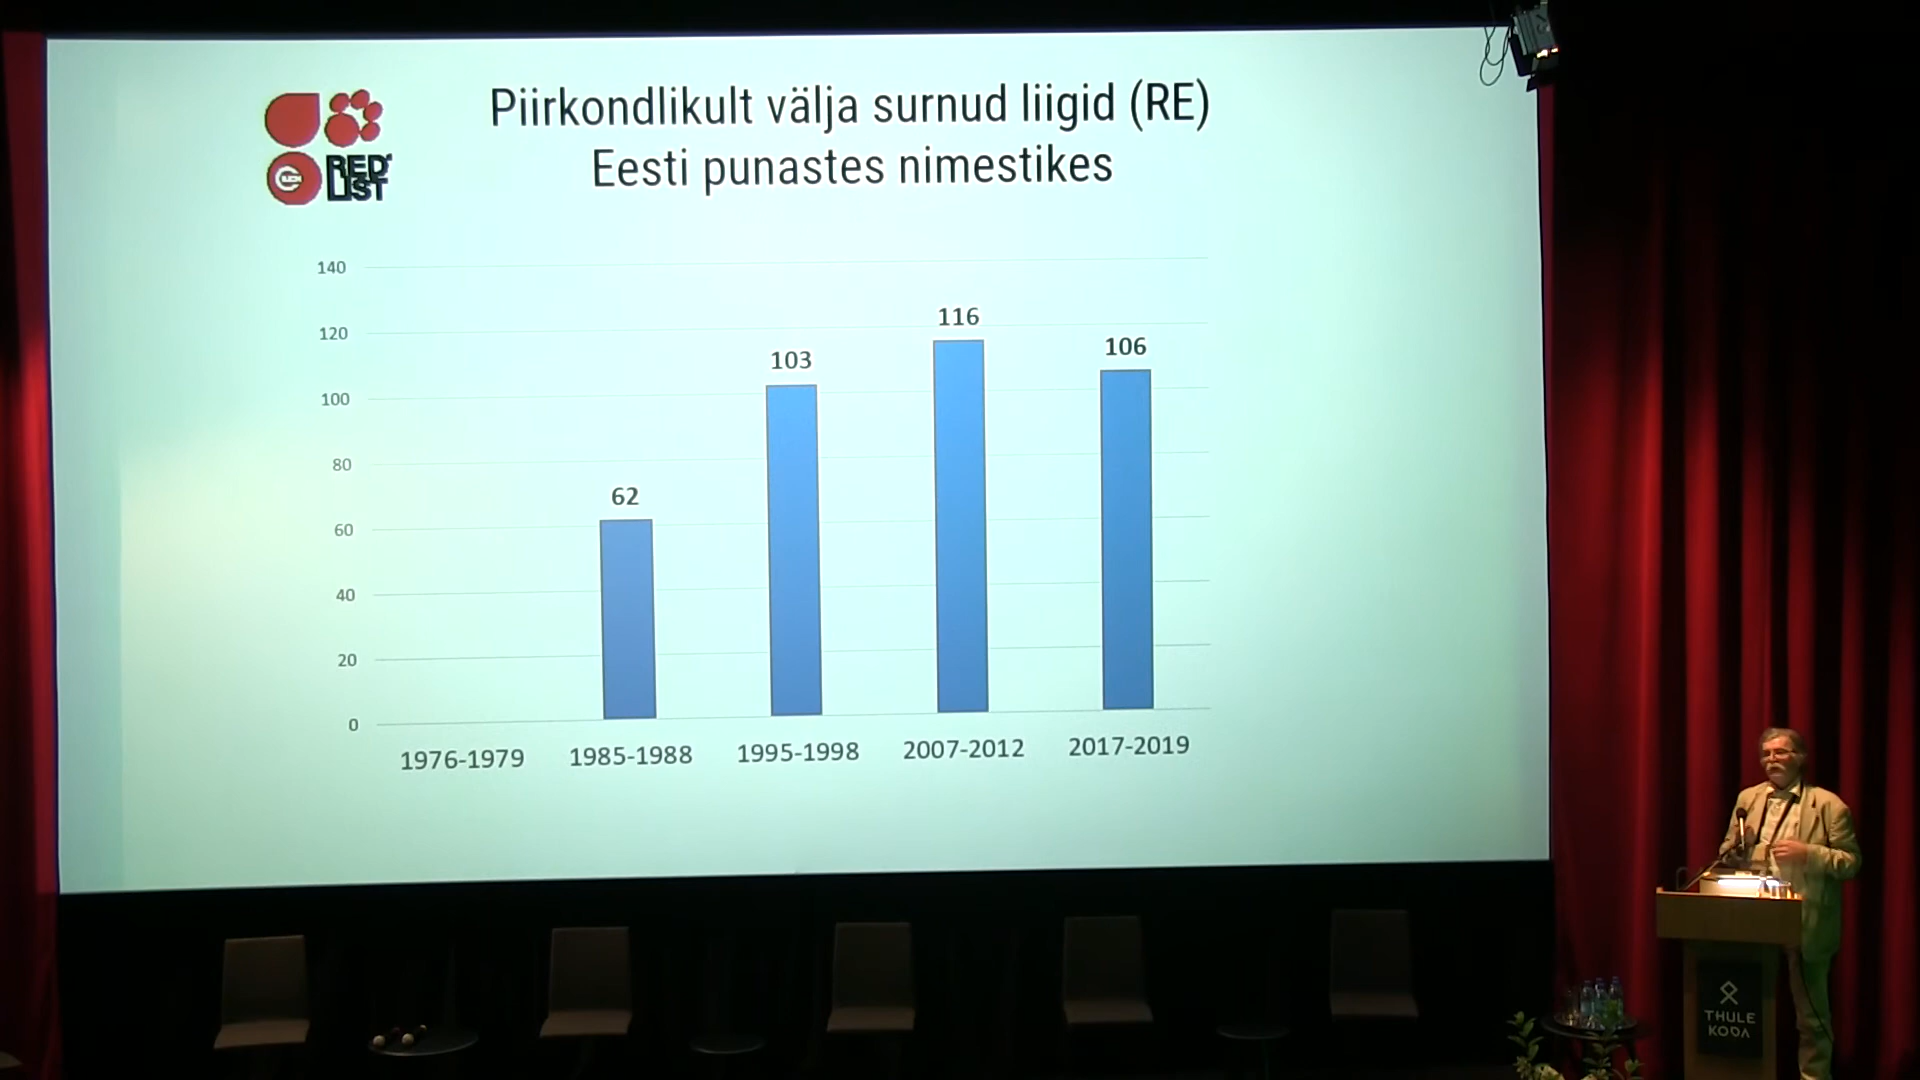 Piirkondlikult välja surnud liigid (RE)
Eesti punastes nimestikes
RED
LIST
140
120
100
80
60
40
20
0
62
103
116
106
1976-1979
1985-1988
1995-1998
2007-2012
2017-2019
THULE
KODA